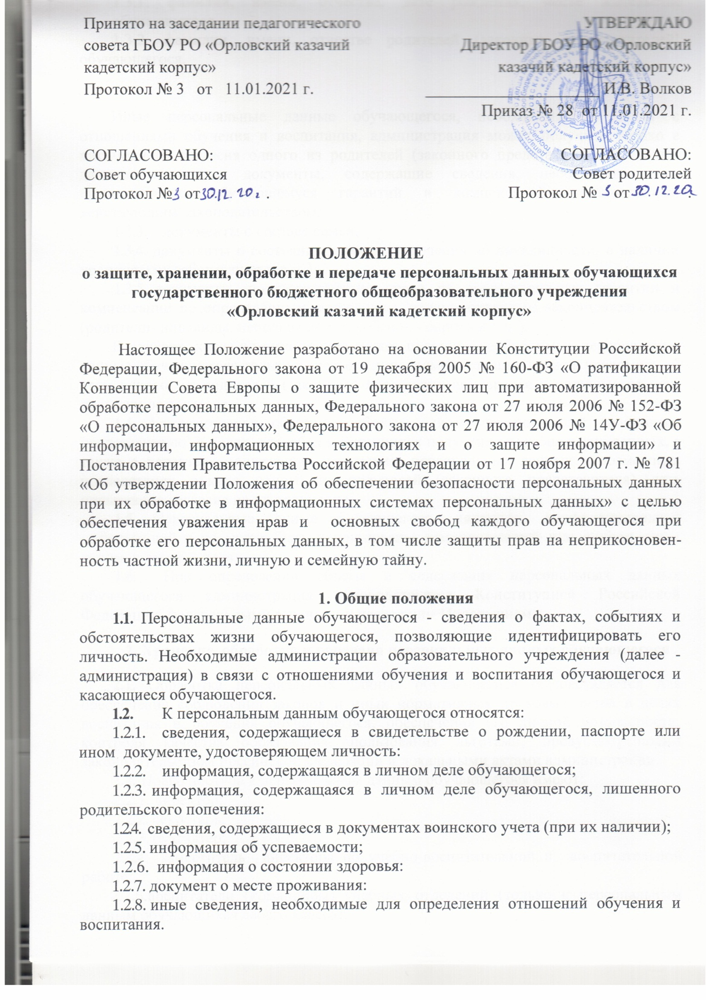 Принято на заседании педагогического
совета ГБОУ РО «Орловский казачий
кадетский корпус»
Протокол № 3 от 11.01.2021 г.
УТВЕРЖДАЮ
Директор ГБОУ РО «Орловский
казачий кадетский корпус»
И.В. Волков
Приказ № 28 от 11.01.2021 г.
СОГЛАСОВАНО:
Совет обучающихся
Протокол №3 от30.12. 20г .
СОГЛАСОВАНО:
Совет родителей
Протокол № 3 от 30.12.20 .
ПОЛОЖЕНИЕ
о защите, хранении, обработке и передаче персональных данных обучающихся
государственного бюджетного общеобразовательного учреждения
«Орловский казачий кадетский корпус»
Настоящее Положение разработано на основании Конституции Российской
Федерации, Федерального закона от 19 декабря 2005 № 160-ФЗ «О ратификации
Конвенции Совета Европы о защите физических лиц при автоматизированной
обработке персональных данных, Федерального закона от 27 июля 2006 № 152-ФЗ
«О персональных данных», Федерального закона от 27 июля 2006 № 14У-ФЗ «Об
информации, информационных технологиях и о защите информации» и
Постановления Правительства Российской Федерации от 17 ноября 2007 г. № 781
«Об утверждении Положения об обеспечении безопасности персональных данных
при их обработке в информационных системах персональных данных» с целью
обеспечения уважения нрав и основных свобод каждого обучающегося при
обработке его персональных данных, в том числе защиты прав на неприкосновен-
ность частной жизни, личную и семейную тайну.
1. Общие положения
1.1. Персональные данные обучающегося - сведения о фактах, событиях и
обстоятельствах жизни обучающегося, позволяющие идентифицировать его
личность. Необходимые администрации образовательного учреждения (далее -
администрация) в связи с отношениями обучения и воспитания обучающегося и
касающиеся обучающегося.
1.2. К персональным данным обучающегося относятся:
1.2.1. сведения, содержащиеся в свидетельстве о рождении, паспорте или
ином документе, удостоверяющем личность:
1.2.2. информация, содержащаяся в личном деле обучающегося;
1.2.3. информация, содержащаяся в личном деле обучающегося, лишенного
родительского попечения:
1.2.4. сведения, содержащиеся в документах воинского учета (при их наличии);
1.2.5. информация об успеваемости;
1.2.6. информация о состоянии здоровья:
1.2.7. документ о месте проживания:
1.2.8. иные сведения, необходимые для определения отношений обучения и
воспитания.